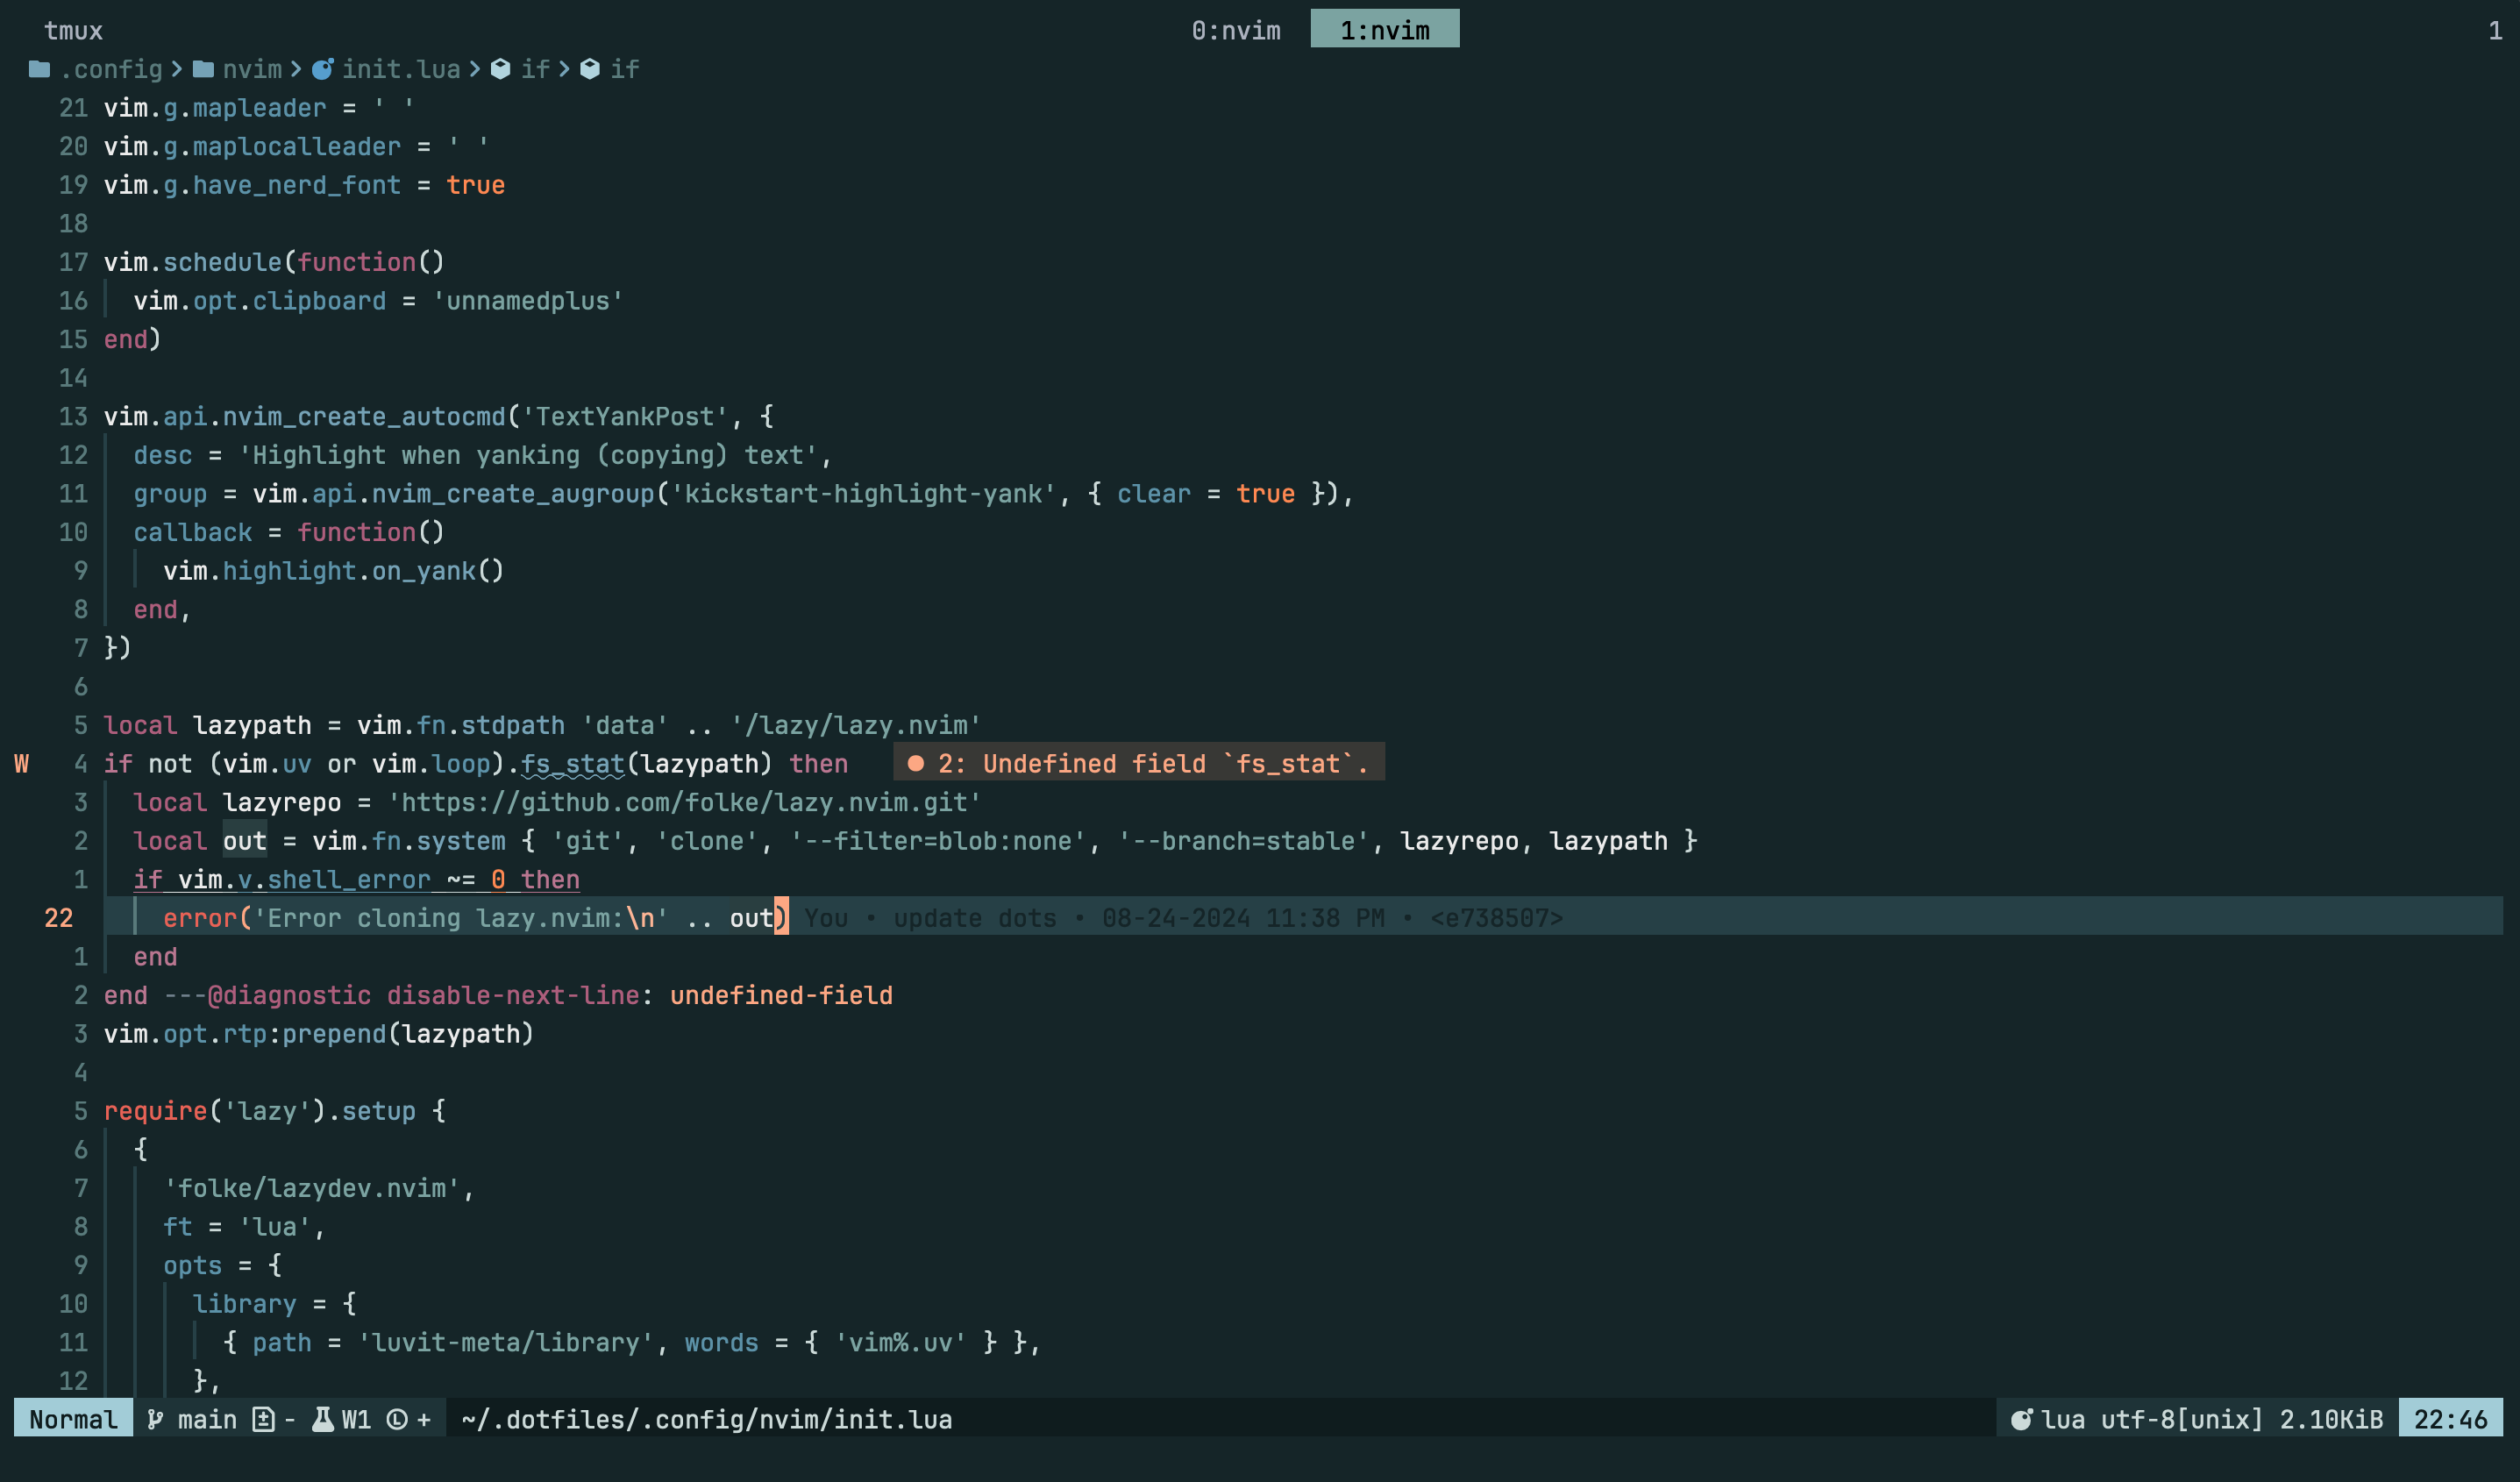 tmux 0:nvim 1:nvim 1
.config > nvim > init.lua > if > if
21 vim.g.mapleader = ' '
20 vim.g.maplocalleader = ' '
19 vim.g.have_nerd_font = true
18
17 vim.schedule(function()
16   vim.opt.clipboard = 'unnamedplus'
15 end)
14
13 vim.api.nvim_create_autocmd('TextYankPost', {
12   desc = 'Highlight when yanking (copying) text',
11   group = vim.api.nvim_create_augroup('kickstart-highlight-yank', { clear = true }),
10   callback = function()
9     vim.highlight.on_yank()
8   end,
7 })
6
5 local lazypath = vim.fn.stdpath 'data' .. '/lazy/lazy.nvim'
W 4 if not (vim.uv or vim.loop).fs_stat(lazypath) then ● 2: Undefined field `fs_stat`.
3   local lazyrepo = 'https://github.com/folke/lazy.nvim.git'
2   local out = vim.fn.system { 'git', 'clone', '--filter=blob:none', '--branch=stable', lazyrepo, lazypath }
1   if vim.v.shell_error ~= 0 then
22     error('Error cloning lazy.nvim:\n' .. out) You • update dots • 08-24-2024 11:38 PM • <e738507>
1   end
2 end ---@diagnostic disable-next-line: undefined-field
3 vim.opt.rtp:prepend(lazypath)
4
5 require('lazy').setup {
6   {
7     'folke/lazydev.nvim',
8     ft = 'lua',
9     opts = {
10       library = {
11         { path = 'luvit-meta/library', words = { 'vim%.uv' } },
12       },
Normal main - W1 L + ~/.dotfiles/.config/nvim/init.lua lua utf-8[unix] 2.10KiB 22:46